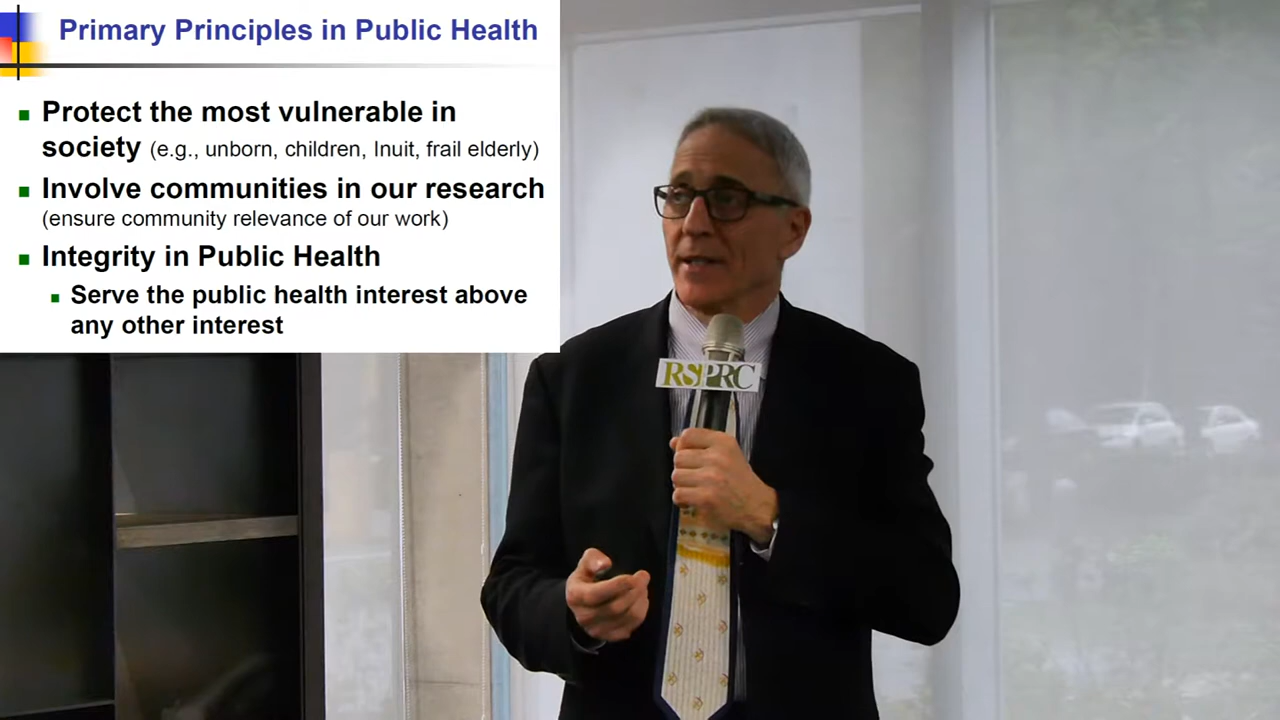 Primary Principles in Public Health
Protect the most vulnerable in
society (e.g., unborn, children, Inuit, frail elderly)
Involve communities in our research
(ensure community relevance of our work)
Integrity in Public Health
Serve the public health interest above
any other interest
RSPRC